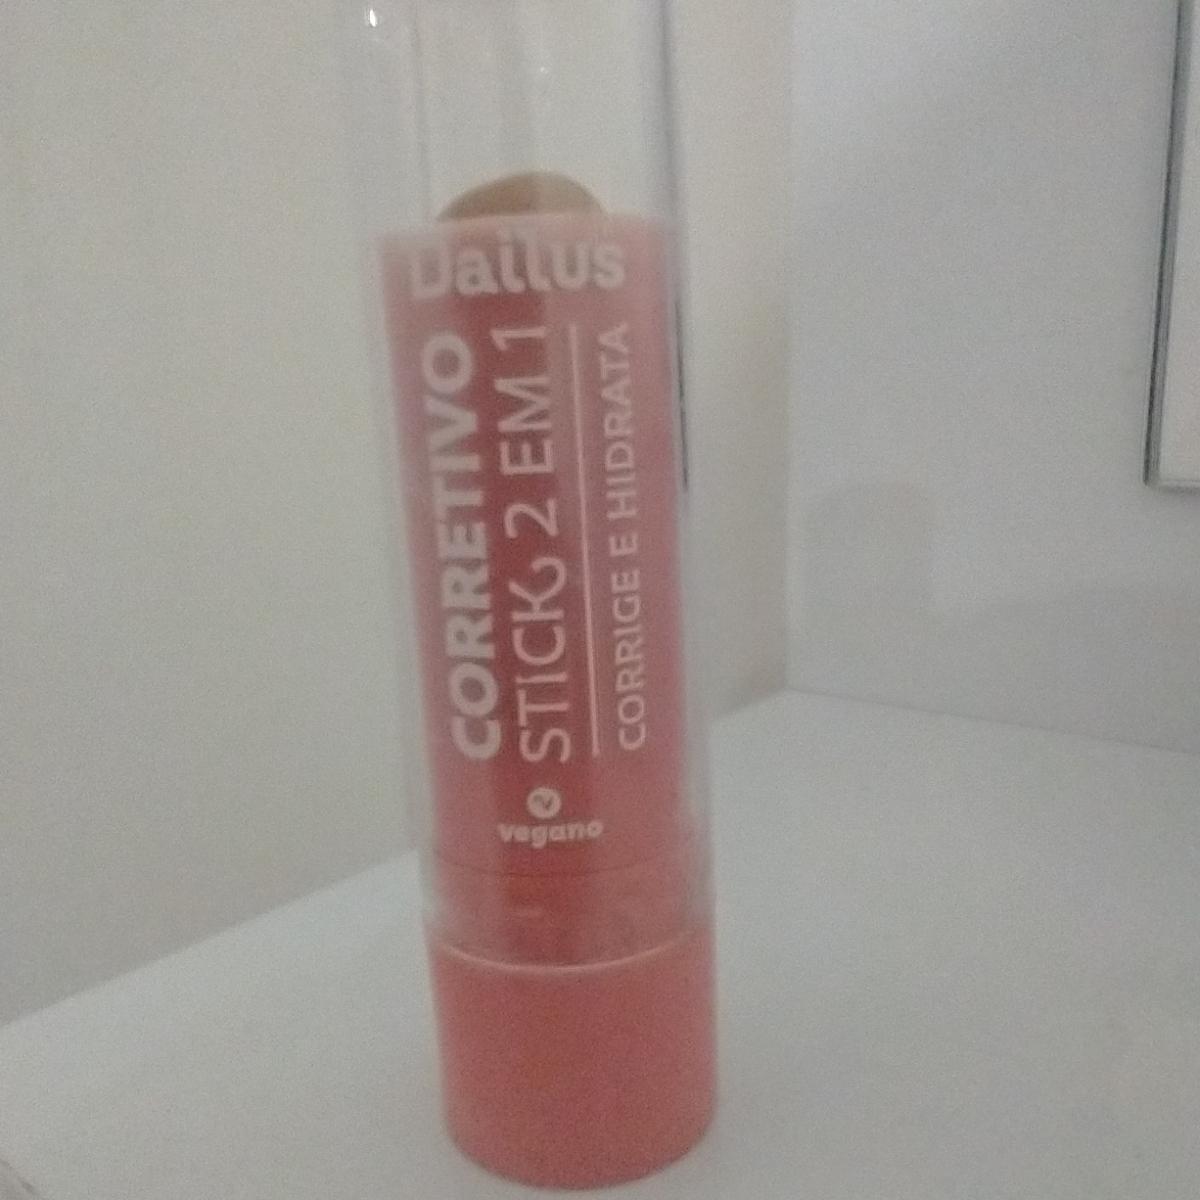 Dailus
CORRETIVO
STICK 2 EM 1
CORRIGE E HIDRATA
vegano